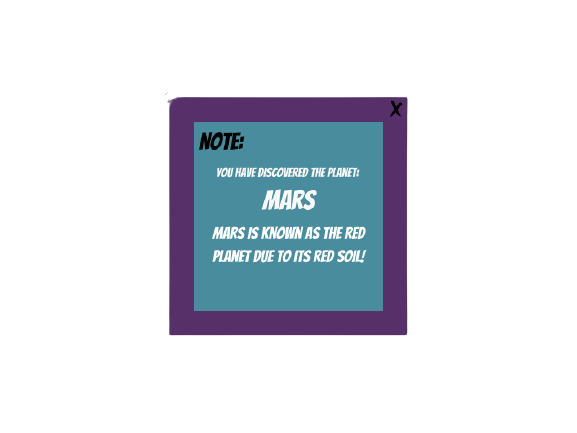 X
NOTE:
YOU HAVE DISCOVERED THE PLANET:
MARS
MARS IS KNOWN AS THE RED
PLANET DUE TO ITS RED SOIL!